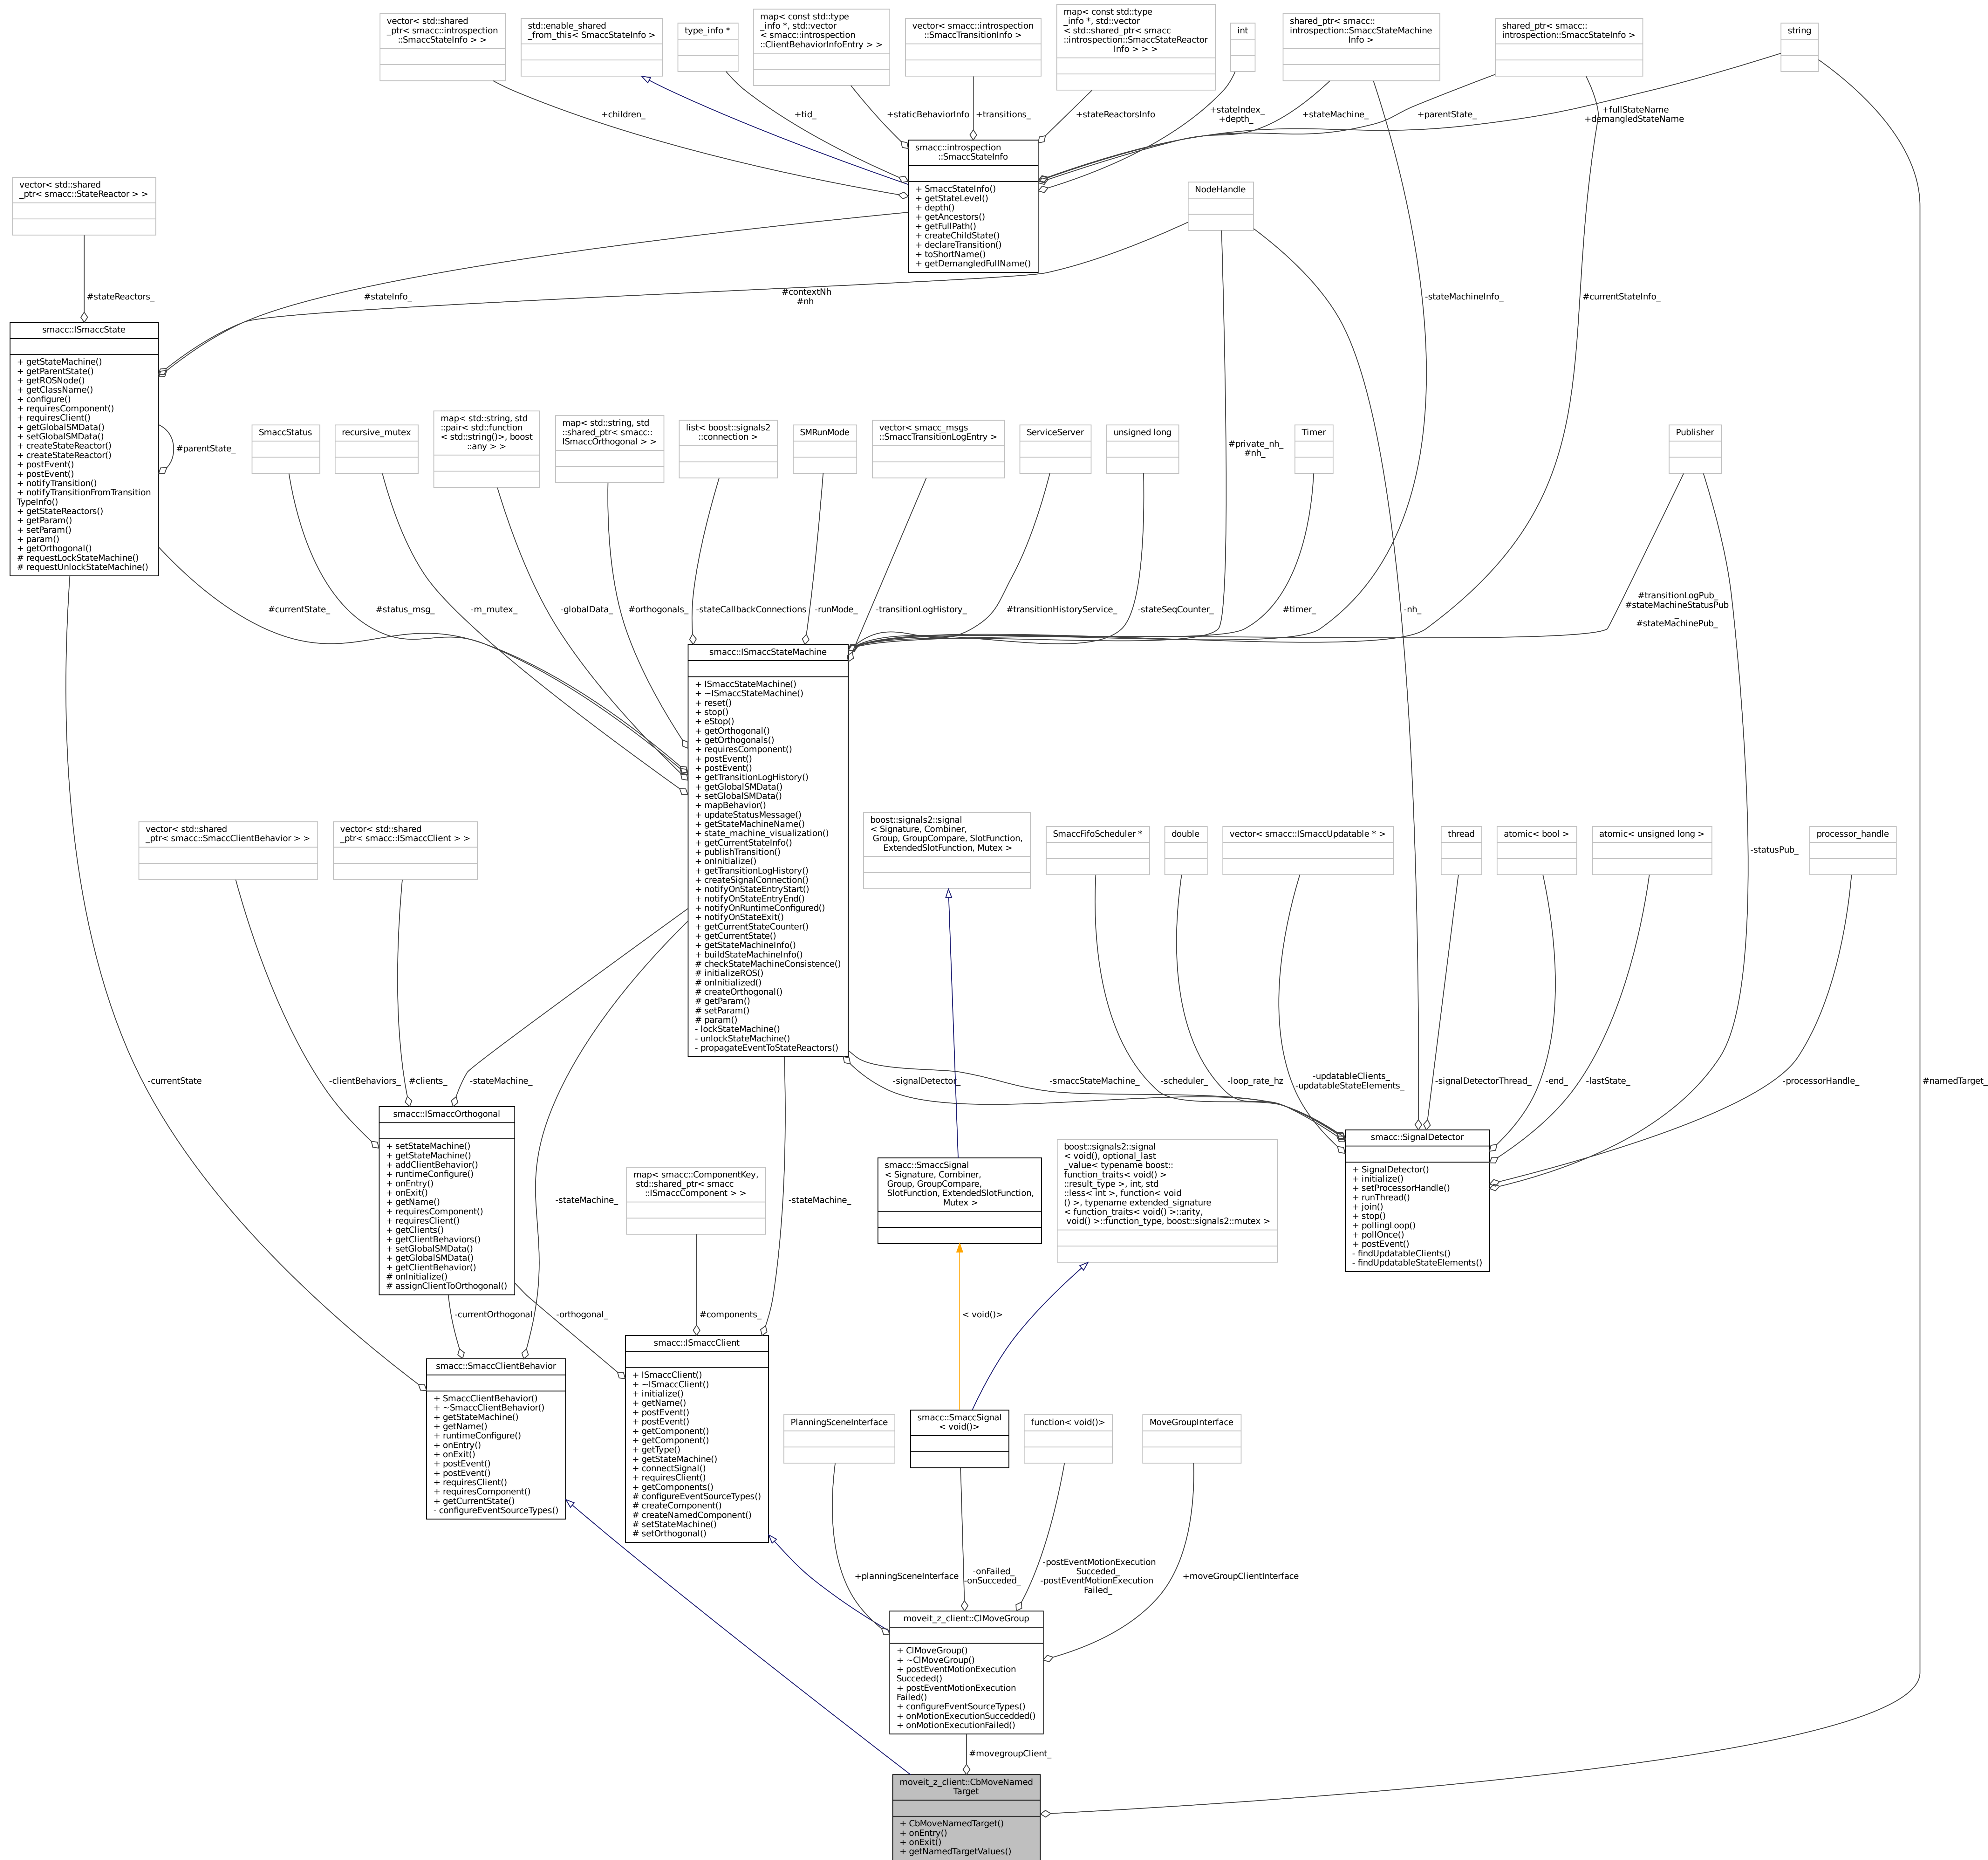 vector< std::shared
_ptr< smacc::introspection
::SmaccStateInfo > >
std::enable_shared
_from_this< SmaccStateInfo >
type_info *
map< const std::type
_info *, std::vector
< smacc::introspection
::ClientBehaviorInfoEntry > >
vector< smacc::introspection
::SmaccTransitionInfo >
map< const std::type
_info *, std::vector
< std::shared_ptr< smacc
::introspection::SmaccStateReactor
Info > > >
int
shared_ptr< smacc::
introspection::SmaccStateMachine
Info >
shared_ptr< smacc::
introspection::SmaccStateInfo >
string
+children_
+tid_
+staticBehaviorInfo
+transitions_
+stateReactorsInfo
+stateIndex_
+depth_
+stateMachine_
+parentState_
+fullStateName
+demangledStateName
smacc::introspection
::SmaccStateInfo
+ SmaccStateInfo()
+ getStateLevel()
+ depth()
+ getAncestors()
+ getFullPath()
+ createChildState()
+ declareTransition()
+ toShortName()
+ getDemangledFullName()
vector< std::shared
_ptr< smacc::StateReactor > >
NodeHandle
#stateReactors_
#stateInfo_
#contextNh
#nh
-stateMachineInfo_
#currentStateInfo_
smacc::ISmaccState
+ getStateMachine()
+ getParentState()
+ getROSNode()
+ getClassName()
+ configure()
+ requiresComponent()
+ requiresClient()
+ getGlobalSMData()
+ setGlobalSMData()
+ createStateReactor()
+ createStateReactor()
+ postEvent()
+ postEvent()
+ notifyTransition()
+ notifyTransitionFromTransition
TypeInfo()
+ getStateReactors()
+ getParam()
+ setParam()
+ param()
+ getOrthogonal()
# requestLockStateMachine()
# requestUnlockStateMachine()
#parentState_
SmaccStatus
recursive_mutex
map< std::string, std
::pair< std::function
< std::string()>, boost
::any > >
map< std::string, std
::shared_ptr< smacc::
ISmaccOrthogonal > >
list< boost::signals2
::connection >
SMRunMode
vector< smacc_msgs
::SmaccTransitionLogEntry >
ServiceServer
unsigned long
#private_nh_
#nh_
Timer
Publisher
#currentState_
#status_msg_
-m_mutex_
-globalData_
#orthogonals_
-stateCallbackConnections
-runMode_
-transitionLogHistory_
#transitionHistoryService_
-stateSeqCounter_
#timer_
-nh_
#transitionLogPub_
#stateMachineStatusPub
_
#stateMachinePub_
smacc::ISmaccStateMachine
+ ISmaccStateMachine()
+ ~ISmaccStateMachine()
+ reset()
+ stop()
+ eStop()
+ getOrthogonal()
+ getOrthogonals()
+ requiresComponent()
+ postEvent()
+ postEvent()
+ getTransitionLogHistory()
+ getGlobalSMData()
+ setGlobalSMData()
+ mapBehavior()
+ updateStatusMessage()
+ getStateMachineName()
+ state_machine_visualization()
+ getCurrentStateInfo()
+ publishTransition()
+ onInitialize()
+ getTransitionLogHistory()
+ createSignalConnection()
+ notifyOnStateEntryStart()
+ notifyOnStateEntryEnd()
+ notifyOnRuntimeConfigured()
+ notifyOnStateExit()
+ getCurrentStateCounter()
+ getCurrentState()
+ getStateMachineInfo()
+ buildStateMachineInfo()
# checkStateMachineConsistence()
# initializeROS()
# onInitialized()
# createOrthogonal()
# getParam()
# setParam()
# param()
- lockStateMachine()
- unlockStateMachine()
- propagateEventToStateReactors()
vector< std::shared
_ptr< smacc::SmaccClientBehavior > >
vector< std::shared
_ptr< smacc::ISmaccClient > >
boost::signals2::signal
< Signature, Combiner,
Group, GroupCompare, SlotFunction,
ExtendedSlotFunction, Mutex >
SmaccFifoScheduler *
double
vector< smacc::ISmaccUpdatable * >
thread
atomic< bool >
atomic< unsigned long >
processor_handle
-statusPub_
-currentState
-clientBehaviors_
#clients_
-stateMachine_
-signalDetector_
-smaccStateMachine_
-scheduler_
-loop_rate_hz
-updatableClients_
-updatableStateElements_
-signalDetectorThread_
-end_
-lastState_
-processorHandle_
#namedTarget_
smacc::ISmaccOrthogonal
+ setStateMachine()
+ getStateMachine()
+ addClientBehavior()
+ runtimeConfigure()
+ onEntry()
+ onExit()
+ getName()
+ requiresComponent()
+ requiresClient()
+ getClients()
+ getClientBehaviors()
+ setGlobalSMData()
+ getGlobalSMData()
+ getClientBehavior()
# onInitialize()
# assignClientToOrthogonal()
-stateMachine_
map< smacc::ComponentKey,
std::shared_ptr< smacc
::ISmaccComponent > >
-stateMachine_
smacc::SmaccSignal
< Signature, Combiner,
Group, GroupCompare,
SlotFunction, ExtendedSlotFunction,
Mutex >
boost::signals2::signal
< void(), optional_last
_value< typename boost::
function_traits< void() >
::result_type >, int, std
::less< int >, function< void
() >, typename extended_signature
< function_traits< void() >::arity,
void() >::function_type, boost::signals2::mutex >
smacc::SignalDetector
+ SignalDetector()
+ initialize()
+ setProcessorHandle()
+ runThread()
+ join()
+ stop()
+ pollingLoop()
+ pollOnce()
+ postEvent()
- findUpdatableClients()
- findUpdatableStateElements()
-currentOrthogonal
-orthogonal_
#components_
< void()>
smacc::SmaccClientBehavior
+ SmaccClientBehavior()
+ ~SmaccClientBehavior()
+ getStateMachine()
+ getName()
+ runtimeConfigure()
+ onEntry()
+ onExit()
+ postEvent()
+ postEvent()
+ requiresClient()
+ requiresComponent()
+ getCurrentState()
- configureEventSourceTypes()
smacc::ISmaccClient
+ ISmaccClient()
+ ~ISmaccClient()
+ initialize()
+ getName()
+ postEvent()
+ postEvent()
+ getComponent()
+ getComponent()
+ getType()
+ getStateMachine()
+ connectSignal()
+ requiresClient()
+ getComponents()
# configureEventSourceTypes()
# createComponent()
# createNamedComponent()
# setStateMachine()
# setOrthogonal()
PlanningSceneInterface
smacc::SmaccSignal
< void()>
function< void()>
MoveGroupInterface
+planningSceneInterface
-onFailed_
-onSucceded_
-postEventMotionExecution
Succeded_
-postEventMotionExecution
Failed_
+moveGroupClientInterface
moveit_z_client::ClMoveGroup
+ ClMoveGroup()
+ ~ClMoveGroup()
+ postEventMotionExecution
Succeded()
+ postEventMotionExecution
Failed()
+ configureEventSourceTypes()
+ onMotionExecutionSuccedded()
+ onMotionExecutionFailed()
#movegroupClient_
moveit_z_client::CbMoveNamed
Target
+ CbMoveNamedTarget()
+ onEntry()
+ onExit()
+ getNamedTargetValues()